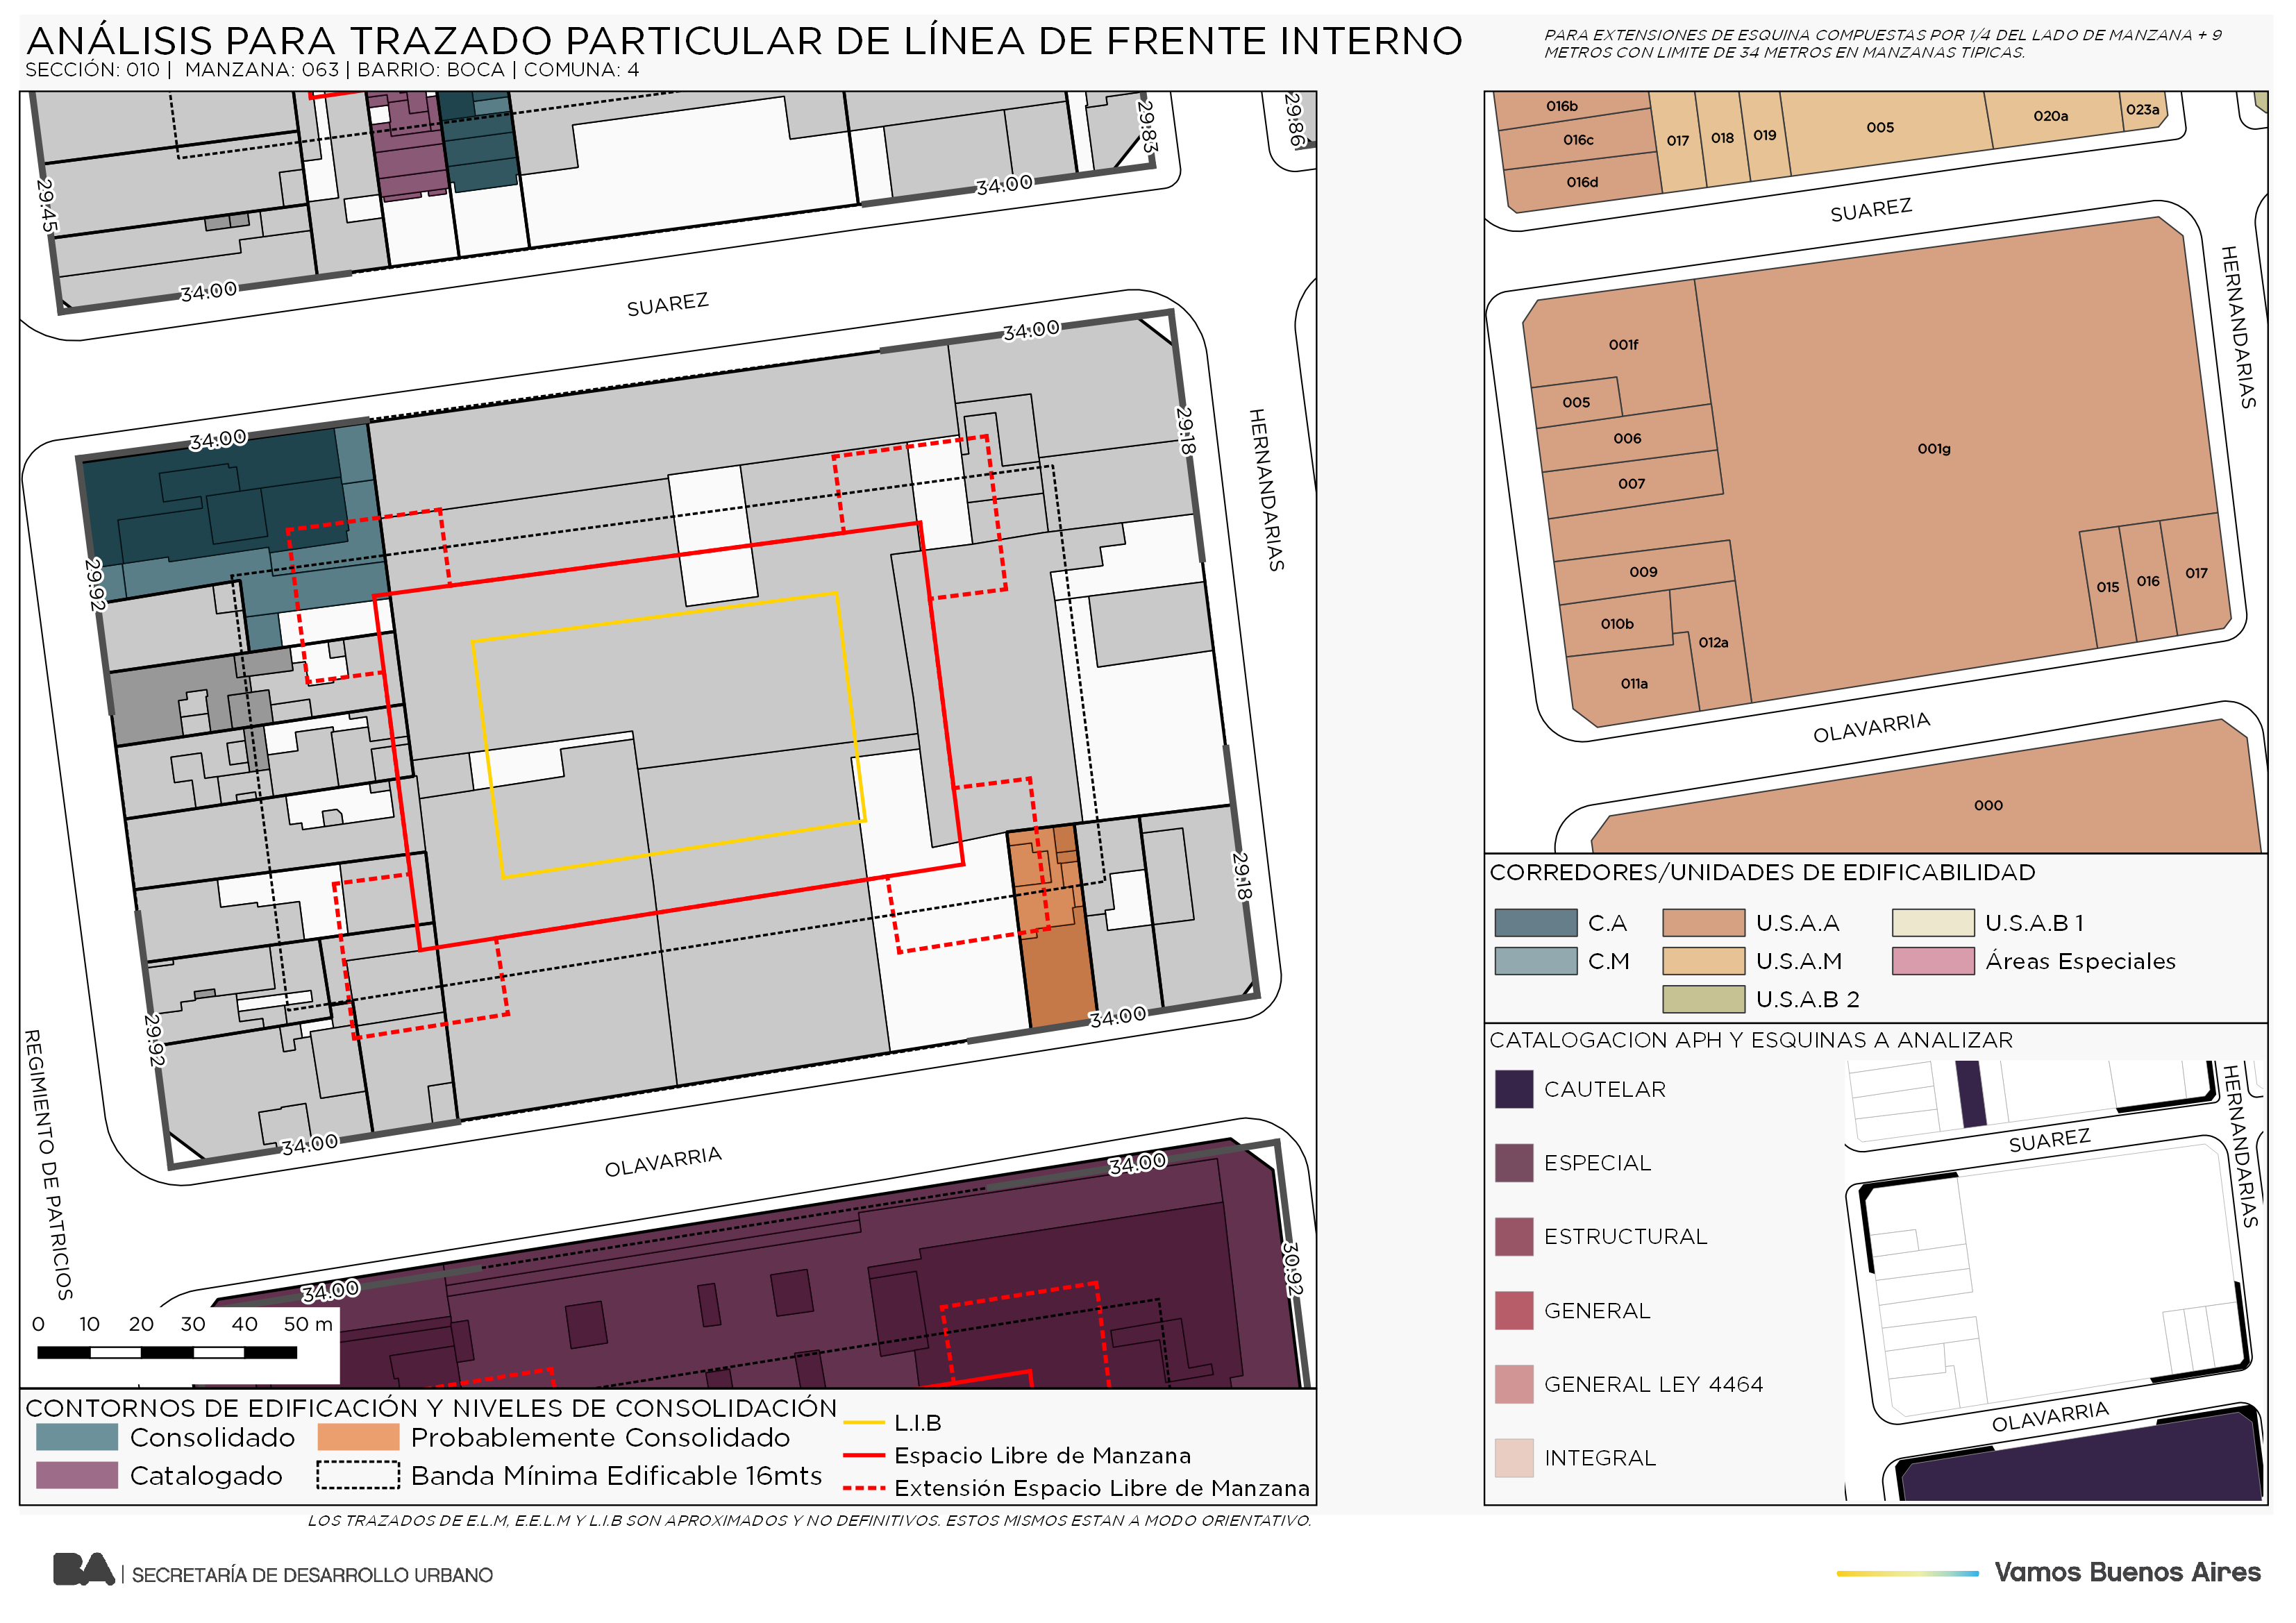 ANÁLISIS PARA TRAZADO PARTICULAR DE LÍNEA DE FRENTE INTERNO
SECCIÓN: 010 | MANZANA: 063 | BARRIO: BOCA | COMUNA: 4
PARA EXTENSIONES DE ESQUINA COMPUESTAS POR 1/4 DEL LADO DE MANZANA + 9
METROS CON LIMITE DE 34 METROS EN MANZANAS TIPICAS.
29.45
34.00
34.00
29.83
29.86
SUAREZ
34.00
34.00
29.18
29.92
HERNANDARIAS
29.18
29.92
34.00
34.00
REGIMIENTO DE PATRICIOS
OLAVARRIA
34.00
34.00
30.92
0 10 20 30 40 50 m
CONTORNOS DE EDIFICACIÓN Y NIVELES DE CONSOLIDACIÓN
Consolidado
Probablemente Consolidado
Catalogado
Banda Mínima Edificable 16mts
L.I.B
Espacio Libre de Manzana
Extensión Espacio Libre de Manzana
LOS TRAZADOS DE E.L.M, E.E.L.M Y L.I.B SON APROXIMADOS Y NO DEFINITIVOS. ESTOS MISMOS ESTAN A MODO ORIENTATIVO.
016b
016c
016d
017
018
019
005
020a
023a
SUAREZ
HERNANDARIAS
001f
005
006
007
001g
009
010b
012a
011a
015
016
017
OLAVARRIA
000
CORREDORES/UNIDADES DE EDIFICABILIDAD
C.A
U.S.A.A
U.S.A.B 1
C.M
U.S.A.M
Áreas Especiales
U.S.A.B 2
CATALOGACION APH Y ESQUINAS A ANALIZAR
CAUTELAR
ESPECIAL
ESTRUCTURAL
GENERAL
GENERAL LEY 4464
INTEGRAL
SUAREZ
HERNANDARIAS
OLAVARRIA
BA | SECRETARÍA DE DESARROLLO URBANO
Vamos Buenos Aires